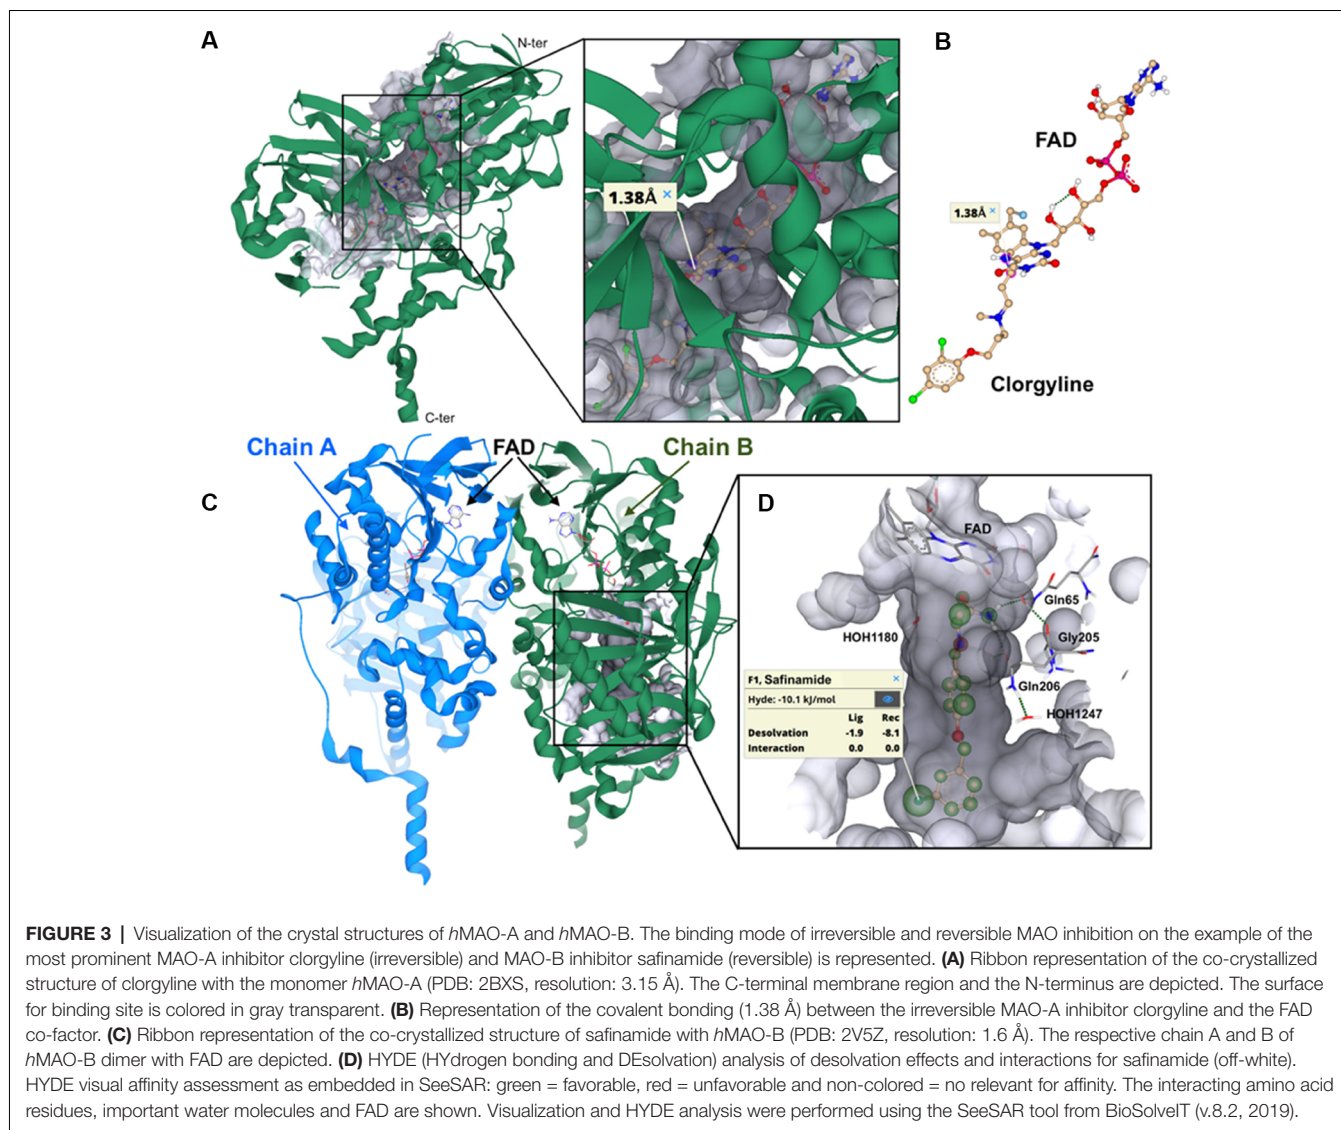 A
N-ter
C-ter
1.38Å ×
B
FAD
1.38Å ×
Clorgyline
Chain A
FAD
Chain B
C
D
FAD
Gln65
HOH1180
Gly205
Gln206
HOH1247
F1, Safinamide ×
Hyde: -10.1 kJ/mol
Lig Rec
Desolvation -1.9 -8.1
Interaction 0.0 0.0
FIGURE 3 | Visualization of the crystal structures of hMAO-A and hMAO-B. The binding mode of irreversible and reversible MAO inhibition on the example of the
most prominent MAO-A inhibitor clorgyline (irreversible) and MAO-B inhibitor safinamide (reversible) is represented. (A) Ribbon representation of the co-crystallized
structure of clorgyline with the monomer hMAO-A (PDB: 2BXS, resolution: 3.15 Å). The C-terminal membrane region and the N-terminus are depicted. The surface
for binding site is colored in gray transparent. (B) Representation of the covalent bonding (1.38 Å) between the irreversible MAO-A inhibitor clorgyline and the FAD
co-factor. (C) Ribbon representation of the co-crystallized structure of safinamide with hMAO-B (PDB: 2V5Z, resolution: 1.6 Å). The respective chain A and B of
hMAO-B dimer with FAD are depicted. (D) HYDE (HYdrogen bonding and DEsolvation) analysis of desolvation effects and interactions for safinamide (off-white).
HYDE visual affinity assessment as embedded in SeeSAR: green = favorable, red = unfavorable and non-colored = no relevant for affinity. The interacting amino acid
residues, important water molecules and FAD are shown. Visualization and HYDE analysis were performed using the SeeSAR tool from BioSolveIT (v.8.2, 2019).